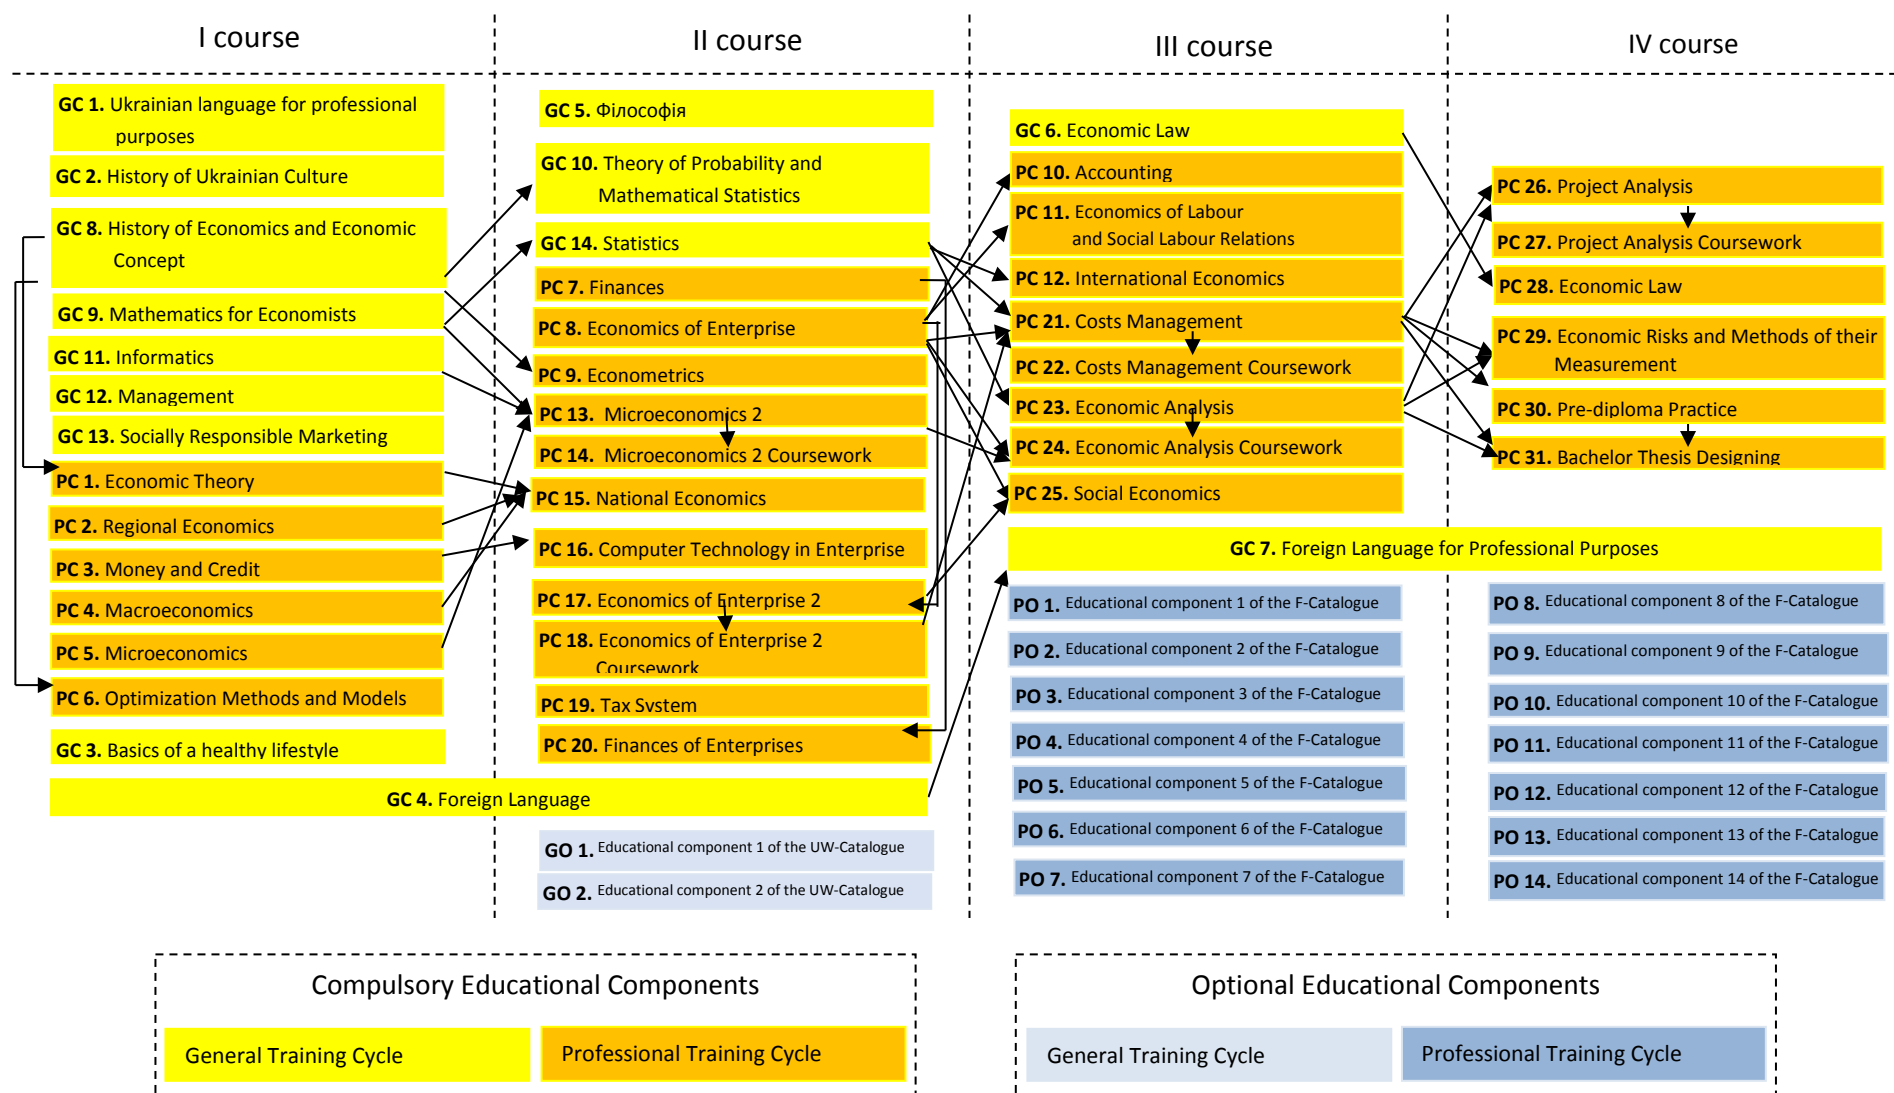 I course
II course
III course
IV course
GC 1. Ukrainian language for professional
purposes
GC 2. History of Ukrainian Culture
GC 8. History of Economics and Economic
Concept
GC 9. Mathematics for Economists
GC 11. Informatics
GC 12. Management
GC 13. Socially Responsible Marketing
PC 1. Economic Theory
PC 2. Regional Economics
PC 3. Money and Credit
PC 4. Macroeconomics
PC 5. Microeconomics
PC 6. Optimization Methods and Models
GC 3. Basics of a healthy lifestyle
GC 4. Foreign Language
GC 5. Філософія
GC 10. Theory of Probability and
Mathematical Statistics
GC 14. Statistics
PC 7. Finances
PC 8. Economics of Enterprise
PC 9. Econometrics
PC 13. Microeconomics 2
PC 14. Microeconomics 2 Coursework
PC 15. National Economics
PC 16. Computer Technology in Enterprise
PC 17. Economics of Enterprise 2
PC 18. Economics of Enterprise 2
Coursework
PC 19. Tax System
PC 20. Finances of Enterprises
GO 1. Educational component 1 of the UW-Catalogue
GO 2. Educational component 2 of the UW-Catalogue
GC 6. Economic Law
PC 10. Accounting
PC 11. Economics of Labour
and Social Labour Relations
PC 12. International Economics
PC 21. Costs Management
PC 22. Costs Management Coursework
PC 23. Economic Analysis
PC 24. Economic Analysis Coursework
PC 25. Social Economics
GC 7. Foreign Language for Professional Purposes
PO 1. Educational component 1 of the F-Catalogue
PO 2. Educational component 2 of the F-Catalogue
PO 3. Educational component 3 of the F-Catalogue
PO 4. Educational component 4 of the F-Catalogue
PO 5. Educational component 5 of the F-Catalogue
PO 6. Educational component 6 of the F-Catalogue
PO 7. Educational component 7 of the F-Catalogue
PC 26. Project Analysis
PC 27. Project Analysis Coursework
PC 28. Economic Law
PC 29. Economic Risks and Methods of their
Measurement
PC 30. Pre-diploma Practice
PC 31. Bachelor Thesis Designing
PO 8. Educational component 8 of the F-Catalogue
PO 9. Educational component 9 of the F-Catalogue
PO 10. Educational component 10 of the F-Catalogue
PO 11. Educational component 11 of the F-Catalogue
PO 12. Educational component 12 of the F-Catalogue
PO 13. Educational component 13 of the F-Catalogue
PO 14. Educational component 14 of the F-Catalogue
Compulsory Educational Components
General Training Cycle
Professional Training Cycle
Optional Educational Components
General Training Cycle
Professional Training Cycle